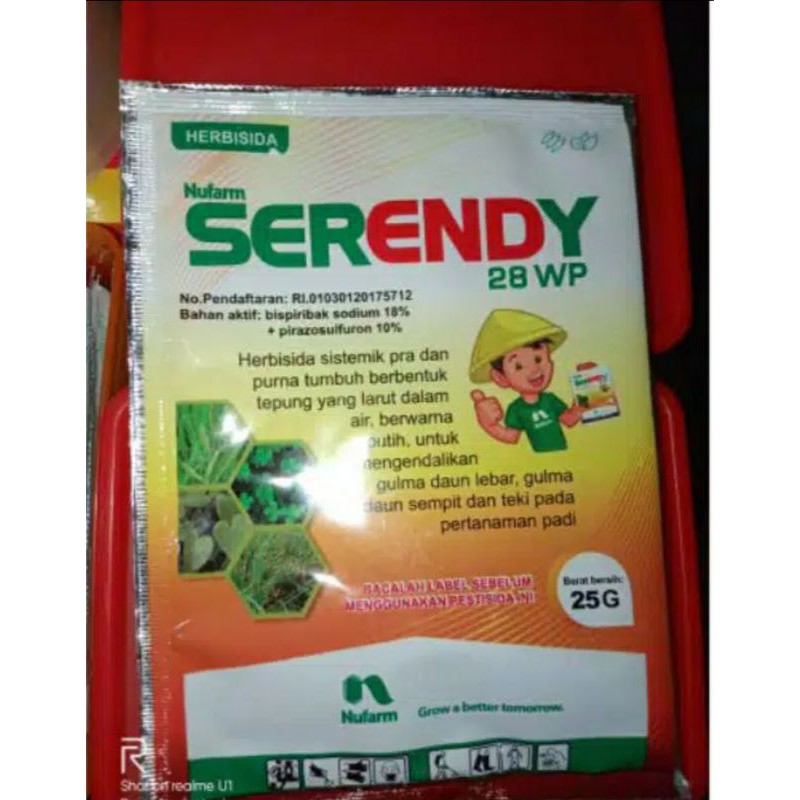 HERBISIDA
Nufarm
SERENDY
28 WP
No.Pendaftaran: RI.01030120175712
Bahan aktif: bispiribak sodium 18%
+ pirazosulfuron 10%
Herbisida sistemik pra dan
purna tumbuh berbentuk
tepung yang larut dalam
air, berwarna
putih, untuk
mengendalikan
gulma daun lebar, gulma
daun sempit dan teki pada
pertanaman padi
SERENDY
BACALAH LABEL SEBELUM
MENGGUNAKAN PESTISIDA INI
Berat bersih:
25G
Nufarm
Grow a better tomorrow.
R
Shot on realme U1